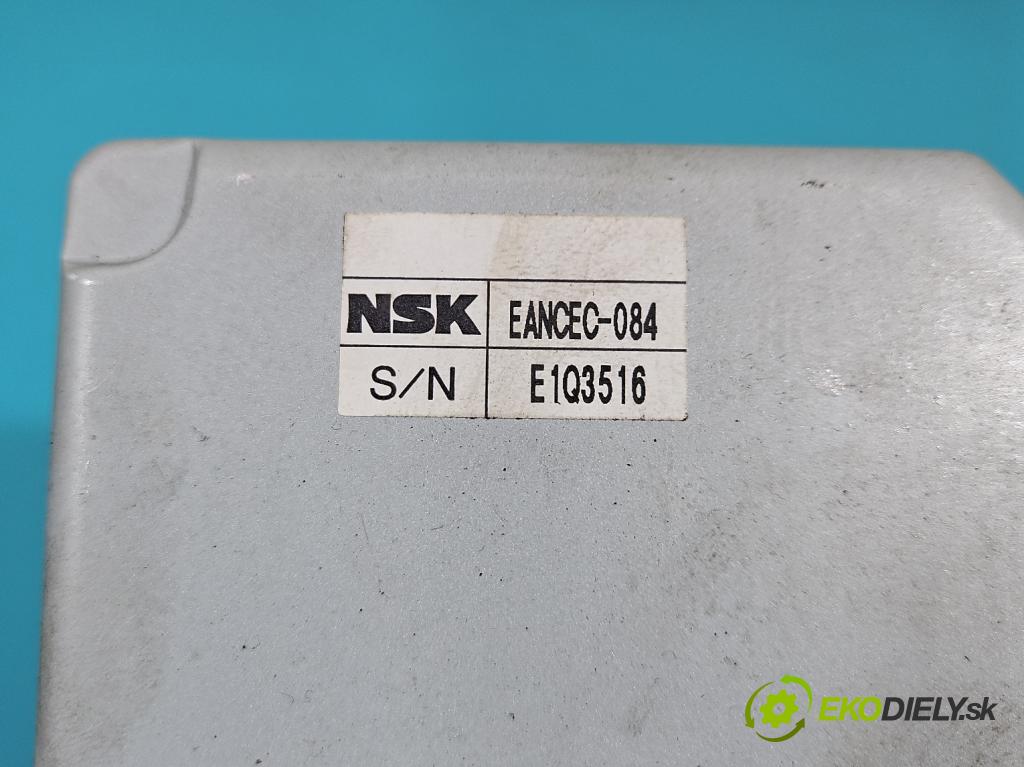 NSK EANCEC-084
S/N E1Q3516
EKODIELY.sk